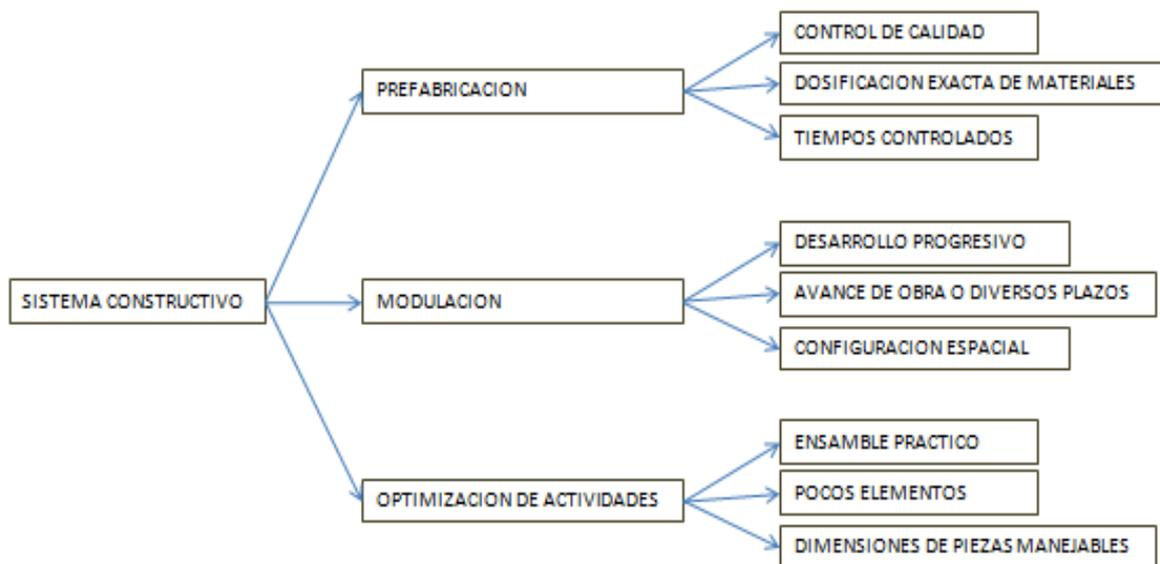 CONTROL DE CALIDAD
PREFABRICACION
DOSIFICACION EXACTA DE MATERIALES
TIEMPOS CONTROLADOS
DESARROLLO PROGRESIVO
SISTEMA CONSTRUCTIVO
MODULACION
AVANCE DE OBRA O DIVERSOS PLAZOS
CONFIGURACION ESPACIAL
ENSAMBLE PRACTICO
OPTIMIZACION DE ACTIVIDADES
POCOS ELEMENTOS
DIMENSIONES DE PIEZAS MANEJABLES